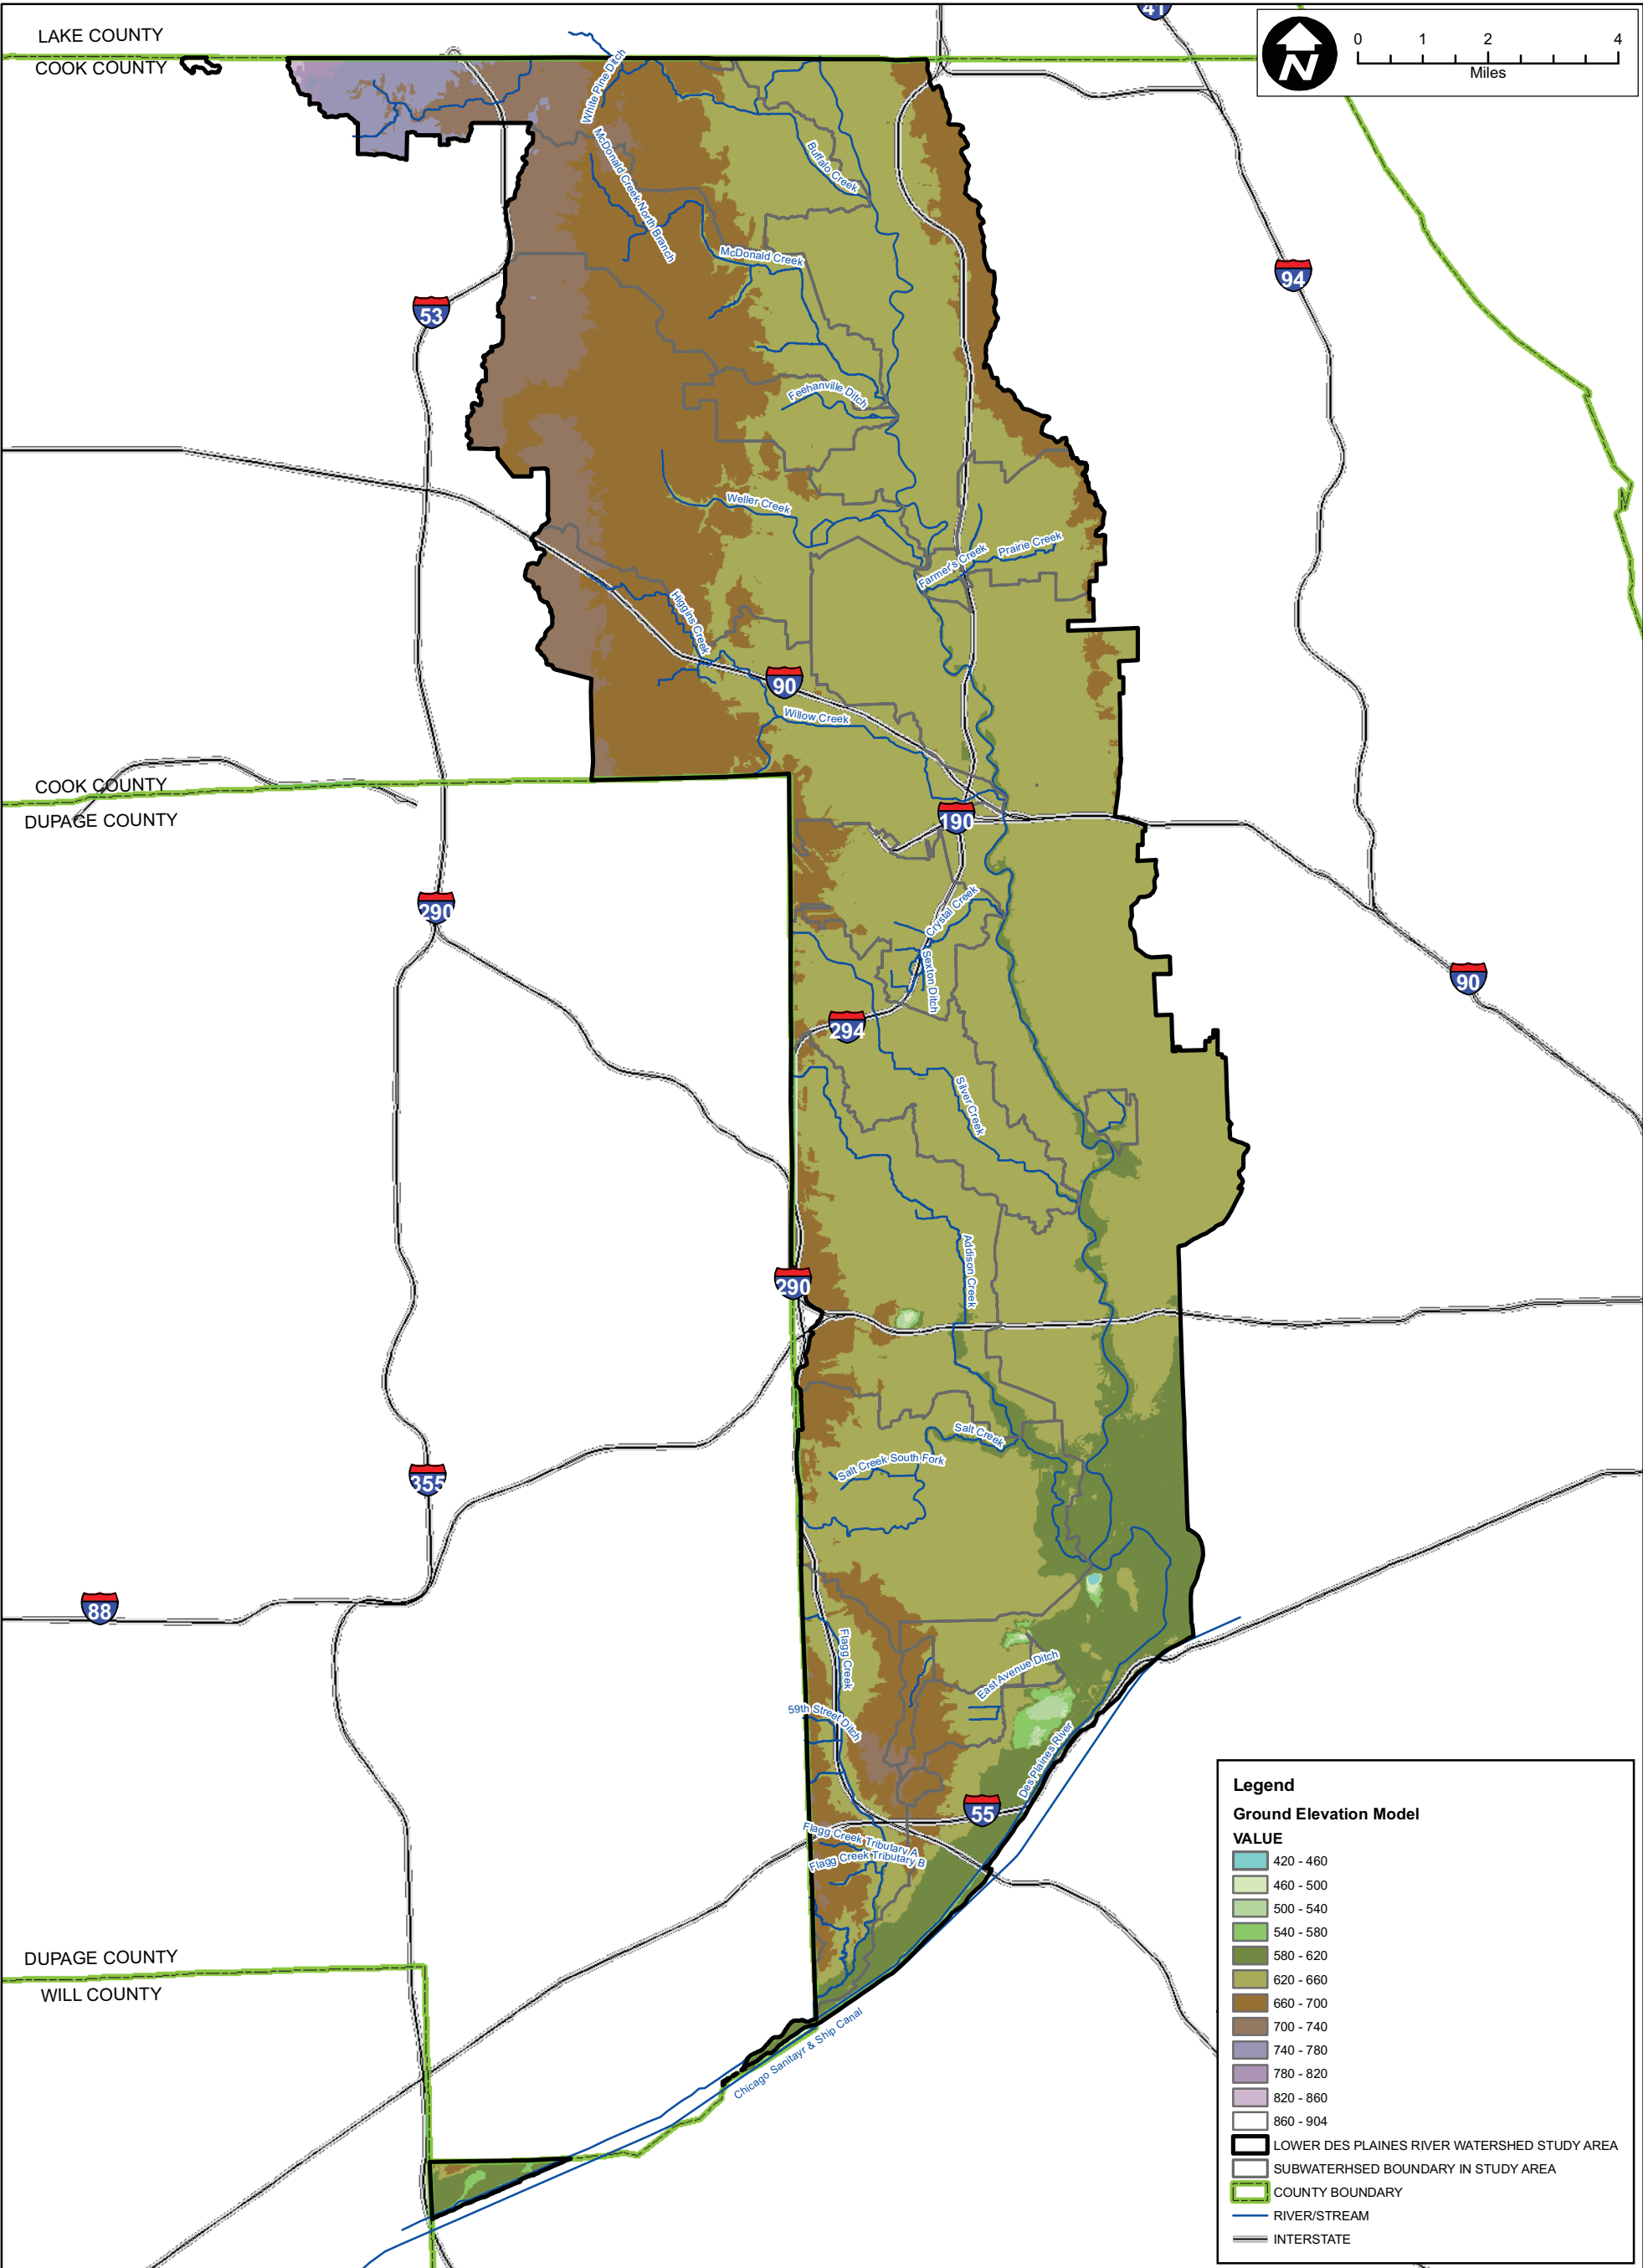 41
LAKE COUNTY
COOK COUNTY
0 1 2 4
Miles
N
White Pine Ditch
McDonald Creek North Branch
Buffalo Creek
McDonald Creek
53
94
Feehanville Ditch
Weller Creek
Farmer's Creek
Prairie Creek
Higgins Creek
90
Willow Creek
COOK COUNTY
DUPAGE COUNTY
190
290
Crystal Creek
Sexton Ditch
90
294
Silver Creek
Addison Creek
290
Salt Creek
Salt Creek South Fork
355
88
Flagg Creek
East Avenue Ditch
59th Street Ditch
Des Plaines River
55
Flagg Creek Tributary A
Flagg Creek Tributary B
DUPAGE COUNTY
WILL COUNTY
Chicago Sanitayr & Ship Canal
Legend
Ground Elevation Model
VALUE
420 - 460
460 - 500
500 - 540
540 - 580
580 - 620
620 - 660
660 - 700
700 - 740
740 - 780
780 - 820
820 - 860
860 - 904
LOWER DES PLAINES RIVER WATERSHED STUDY AREA
SUBWATERHSED BOUNDARY IN STUDY AREA
COUNTY BOUNDARY
RIVER/STREAM
INTERSTATE